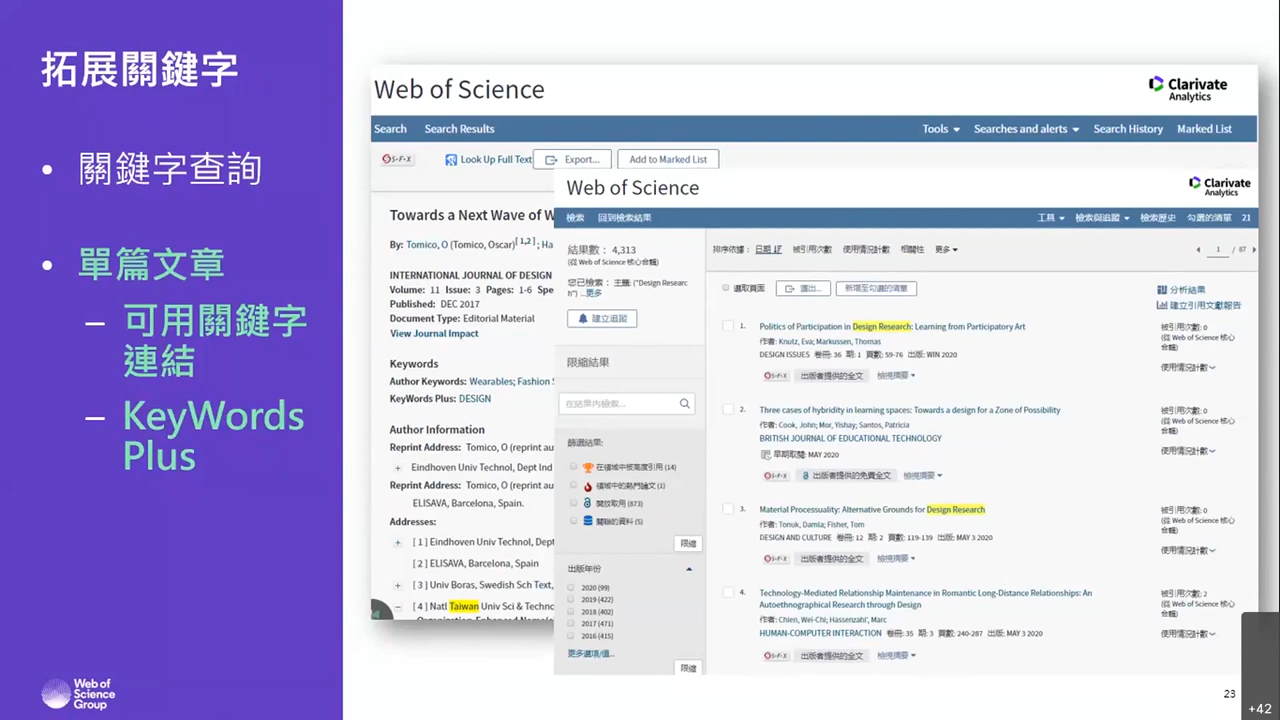 拓展關鍵字
• 關鍵字查詢
• 單篇文章
– 可用關鍵字
連結
– KeyWords
Plus
Web of
Science
Group
Web of Science
Clarivate
Analytics
Search Search Results Tools Searches and alerts Search History Marked List
S·F·X Look Up Full Text Export... Add to Marked List
Towards a Next Wave of W
By: Tomico, O (Tomico, Oscar)[1,2]; Ha
INTERNATIONAL JOURNAL OF DESIGN
Volume: 11 Issue: 3 Pages: 1-6 Spe
Published: DEC 2017
Document Type: Editorial Material
View Journal Impact
Keywords
Author Keywords: Wearables; Fashion
KeyWords Plus: DESIGN
Author Information
Reprint Address: Tomico, O (reprint au
Eindhoven Univ Technol, Dept Ind
Reprint Address: Tomico, O (reprint au
ELISAVA, Barcelona, Spain.
Addresses:
[ 1 ] Eindhoven Univ Technol, Dept
[ 2 ] ELISAVA, Barcelona, Spain
[ 3 ] Univ Boras, Swedish Sch Text,
[ 4 ] Natl Taiwan Univ Sci & Techno
Web of Science
Clarivate
Analytics
檢索 回到檢索結果 工具 檢索與追蹤 檢索歷史 勾選的清單 21
結果數： 4,313
(從 Web of Science 核心合輯)
您已檢索： 主題: ("Design Researc
h") ...更多
建立追蹤
限縮結果
在結果內檢索...
篩選結果:
在領域中被高度引用 (14)
領域中的熱門論文 (1)
開放取用 (873)
關聯的資料 (5)
限縮
出版年份
2020 (99)
2019 (422)
2018 (402)
2017 (471)
2016 (415)
更多選項/值...
限縮
排序依據： 日期 被引用次數 使用情況計數 相關性 更多 1 / 87
選取頁面 匯出... 新增至勾選的清單
分析結果
建立引用文獻報告
1. Politics of Participation in Design Research: Learning from Participatory Art
作者: Knutz, Eva; Markussen, Thomas
DESIGN ISSUES 卷冊: 36 期: 1 頁數: 59-76 出版: WIN 2020
S·F·X 出版者提供的全文 檢視摘要
被引用次數: 0
(從 Web of Science 核心
合輯)
使用情況計數
2. Three cases of hybridity in learning spaces: Towards a design for a Zone of Possibility
作者: Cook, John; Mor, Yishay; Santos, Patricia
BRITISH JOURNAL OF EDUCATIONAL TECHNOLOGY
早期取閱: MAY 2020
S·F·X 出版者提供的免費全文 檢視摘要
被引用次數: 0
(從 Web of Science 核心
合輯)
使用情況計數
3. Material Processuality: Alternative Grounds for Design Research
作者: Tonuk, Damla; Fisher, Tom
DESIGN AND CULTURE 卷冊: 12 期: 2 頁數: 119-139 出版: MAY 3 2020
S·F·X 出版者提供的全文 檢視摘要
被引用次數: 0
(從 Web of Science 核心
合輯)
使用情況計數
4. Technology-Mediated Relationship Maintenance in Romantic Long-Distance Relationships: An
Autoethnographical Research through Design
作者: Chien, Wei-Chi; Hassenzahl, Marc
HUMAN-COMPUTER INTERACTION 卷冊: 35 期: 3 頁數: 240-287 出版: MAY 3 2020
S·F·X 出版者提供的全文 檢視摘要
被引用次數: 2
(從 Web of Science 核心
合輯)
使用情況計數
23
+42